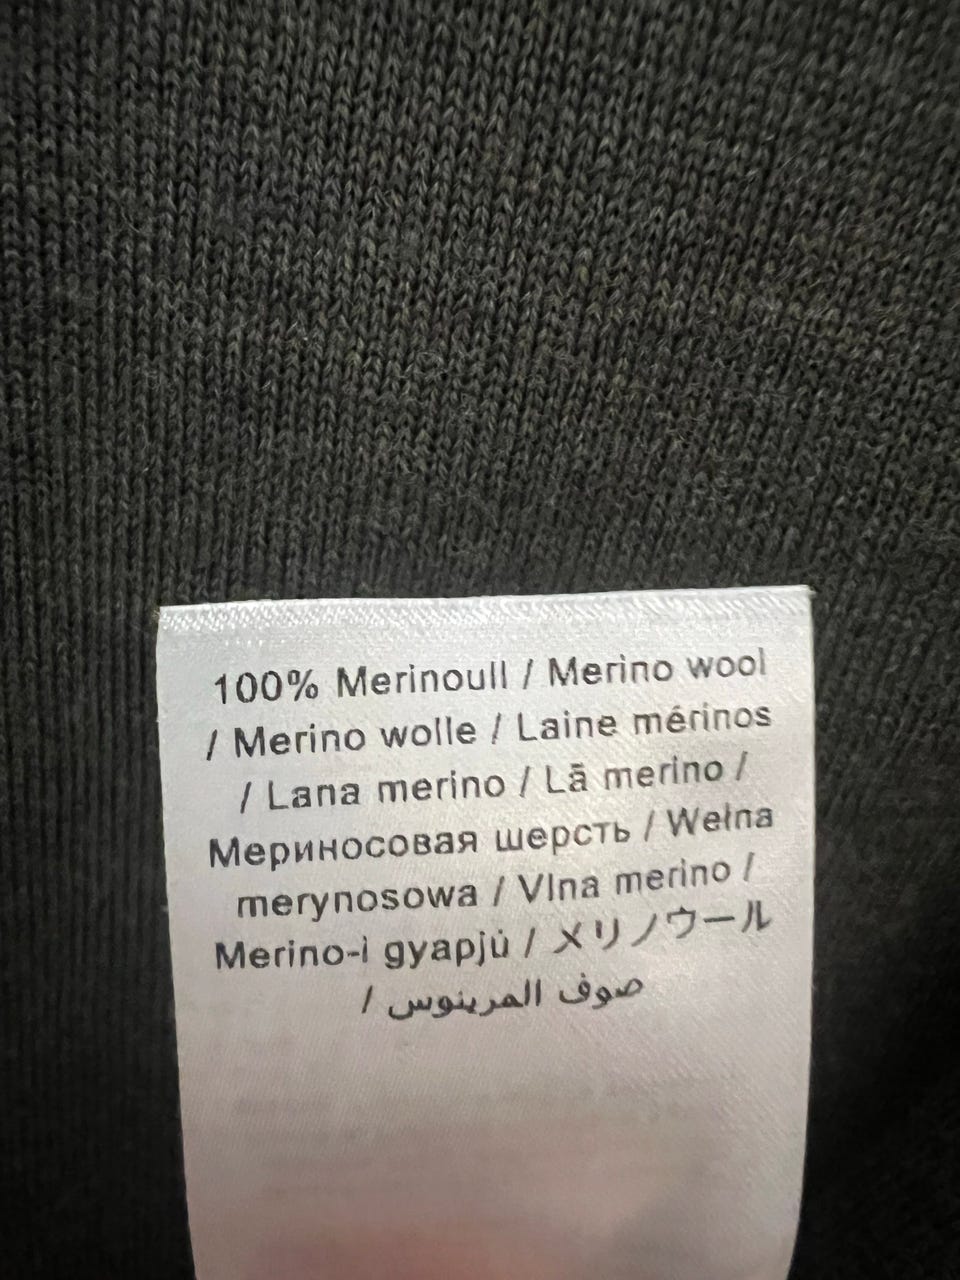 100% Merinoull / Merino wool
/ Merino wolle / Laine mérinos
/ Lana merino / Lã merino /
Мериносовая шерсть / Wełna
merynosowa / Vlna merino /
Merino-i gyapjú / メリノウール
/ صوف المرينوس